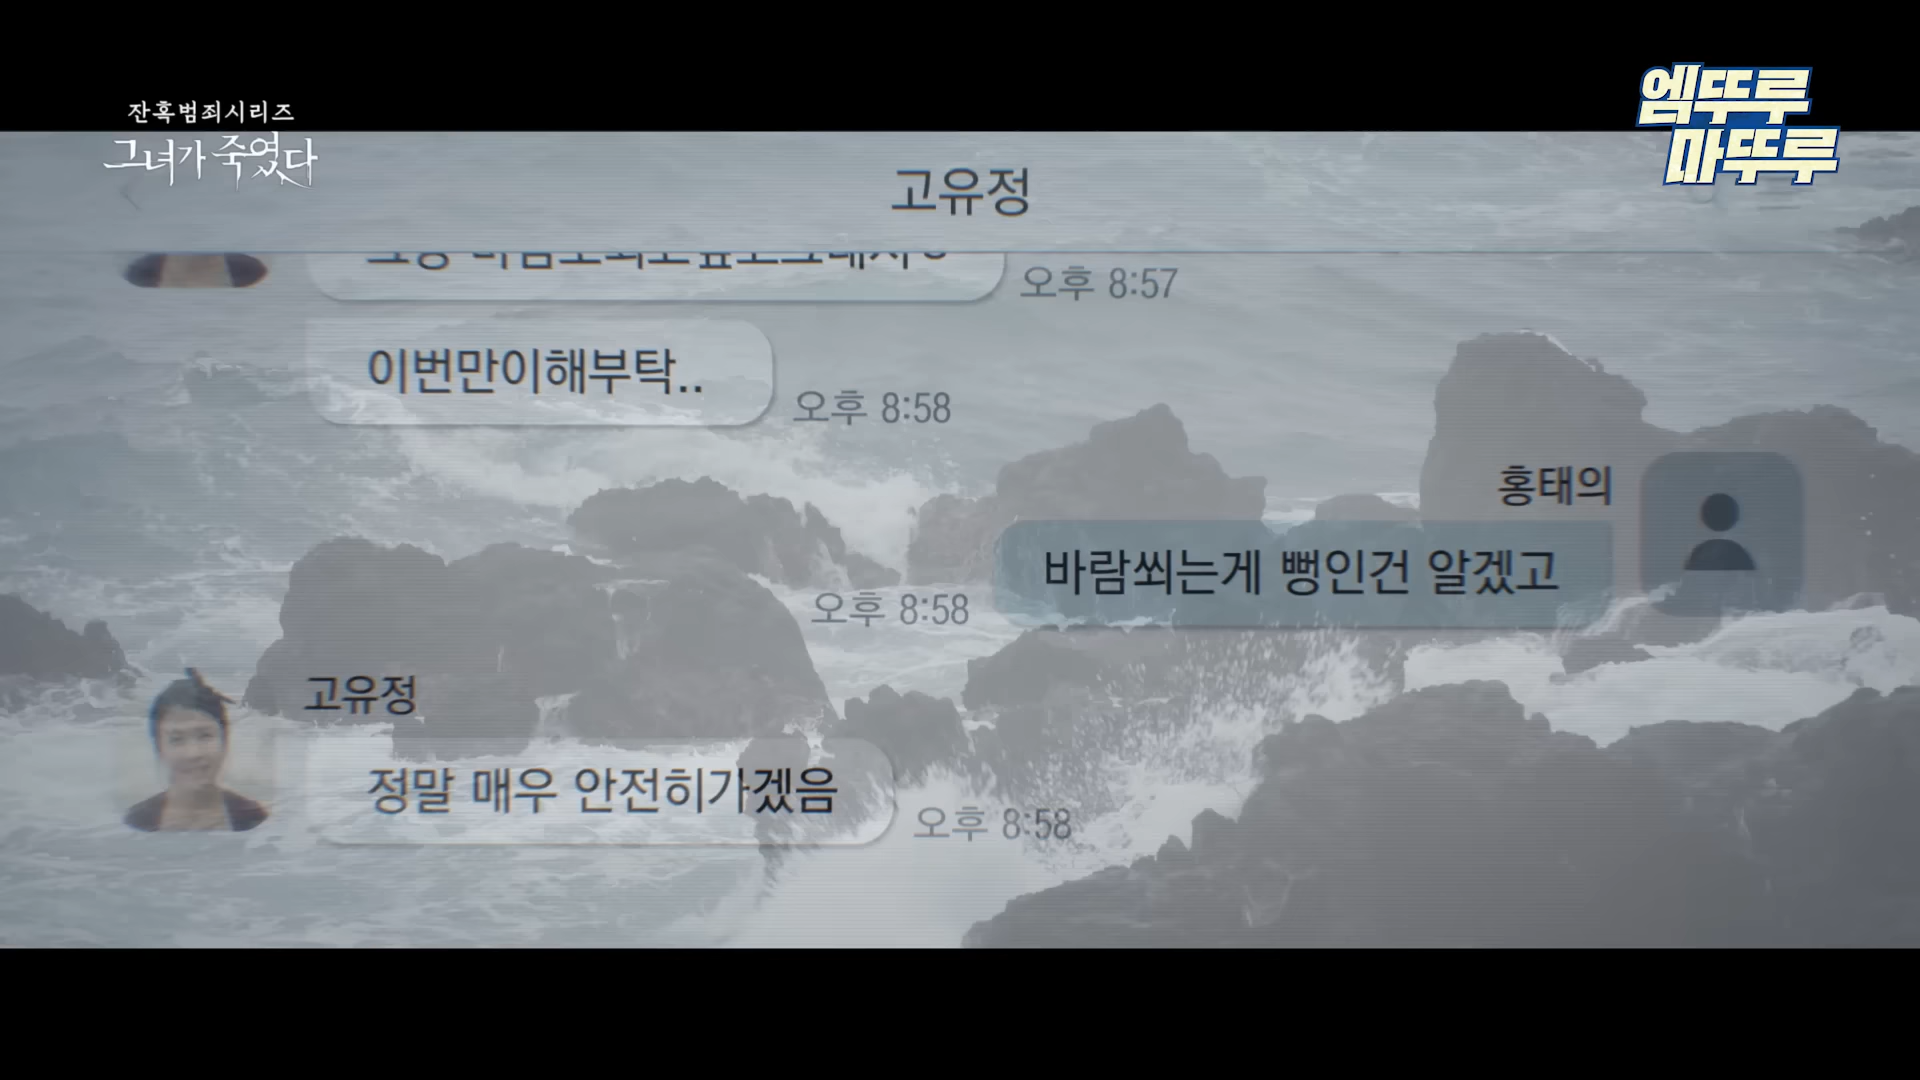 잔혹범죄시리즈
그녀가 죽였다
엠뚜루
마뚜루
고유정
오후 8:57
이번만이해부탁..
오후 8:58
홍태의
바람쐬는게 뻥인건 알겠고
오후 8:58
고유정
정말 매우 안전히가겠음
오후 8:58